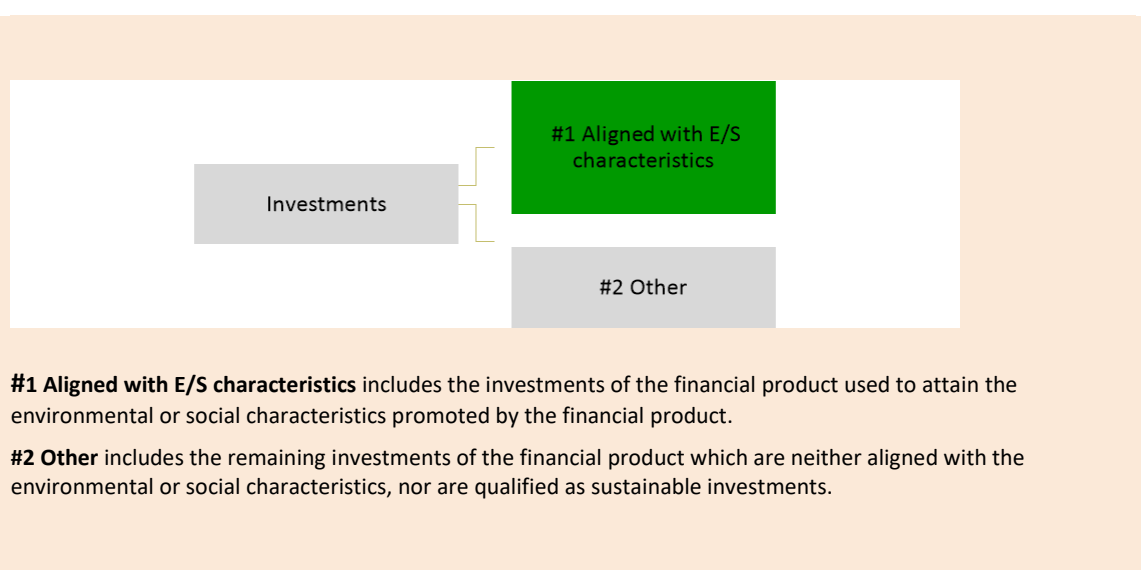 #1 Aligned with E/S
characteristics
Investments
#2 Other
#1 Aligned with E/S characteristics includes the investments of the financial product used to attain the
environmental or social characteristics promoted by the financial product.
#2 Other includes the remaining investments of the financial product which are neither aligned with the
environmental or social characteristics, nor are qualified as sustainable investments.